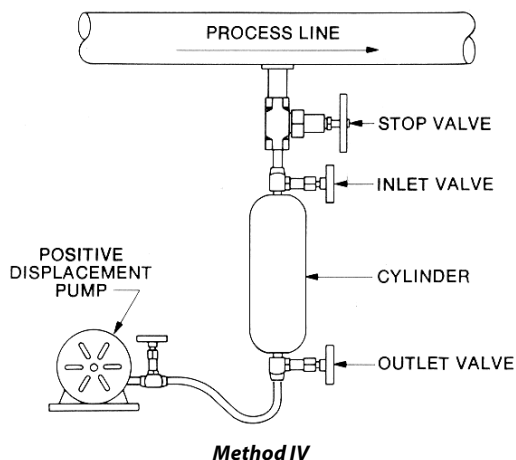 PROCESS LINE
STOP VALVE
INLET VALVE
POSITIVE
DISPLACEMENT
PUMP
CYLINDER
OUTLET VALVE
Method IV